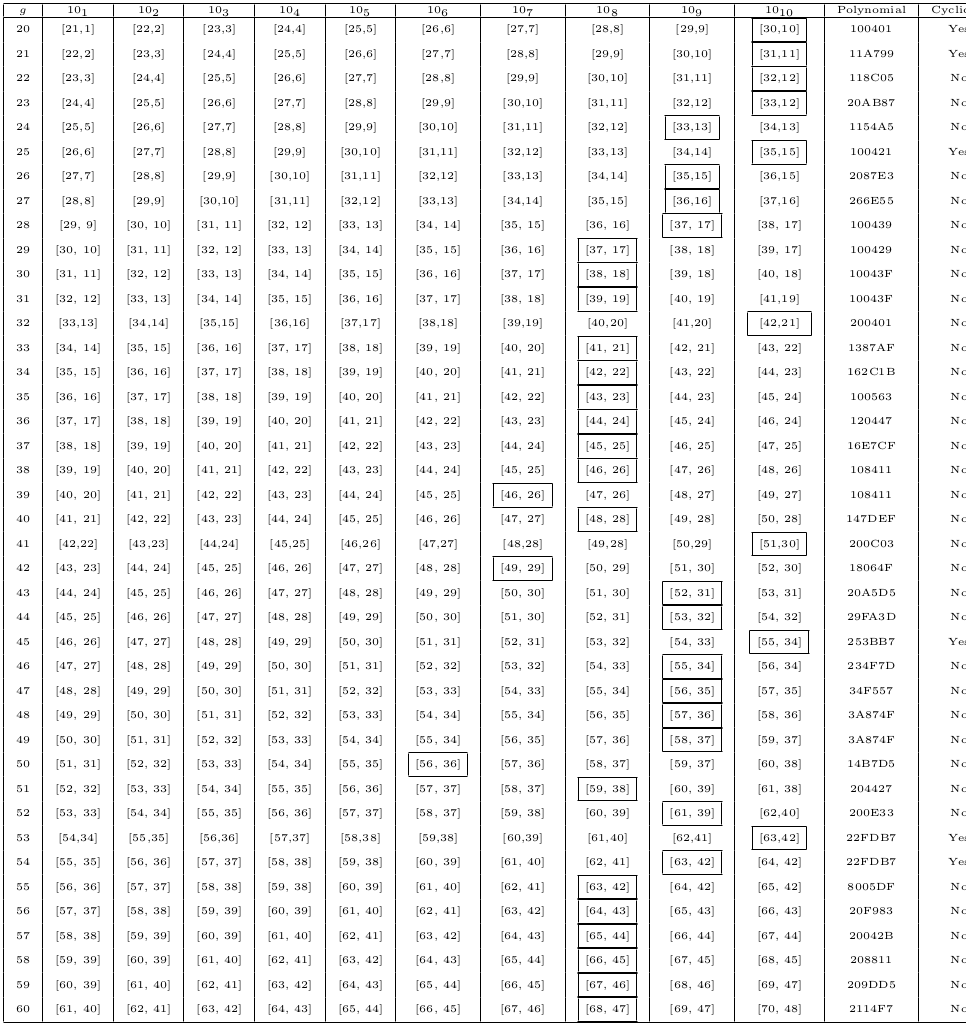 g 10₁ 10₂ 10₃ 10₄ 10₅ 10₆ 10₇ 10₈ 10₉ 10₁₀ Polynomial Cyclic
20 [21,1] [22,2] [23,3] [24,4] [25,5] [26,6] [27,7] [28,8] [29,9] [30,10] 100401 Yes
21 [22,2] [23,3] [24,4] [25,5] [26,6] [27,7] [28,8] [29,9] [30,10] [31,11] 11A799 Yes
22 [23,3] [24,4] [25,5] [26,6] [27,7] [28,8] [29,9] [30,10] [31,11] [32,12] 118C05 No
23 [24,4] [25,5] [26,6] [27,7] [28,8] [29,9] [30,10] [31,11] [32,12] [33,12] 20AB87 No
24 [25,5] [26,6] [27,7] [28,8] [29,9] [30,10] [31,11] [32,12] [33,13] [34,13] 1154A5 No
25 [26,6] [27,7] [28,8] [29,9] [30,10] [31,11] [32,12] [33,13] [34,14] [35,15] 100421 Yes
26 [27,7] [28,8] [29,9] [30,10] [31,11] [32,12] [33,13] [34,14] [35,15] [36,15] 2087E3 No
27 [28,8] [29,9] [30,10] [31,11] [32,12] [33,13] [34,14] [35,15] [36,16] [37,16] 266E55 No
28 [29, 9] [30, 10] [31, 11] [32, 12] [33, 13] [34, 14] [35, 15] [36, 16] [37, 17] [38, 17] 100439 No
29 [30, 10] [31, 11] [32, 12] [33, 13] [34, 14] [35, 15] [36, 16] [37, 17] [38, 18] [39, 17] 100429 No
30 [31, 11] [32, 12] [33, 13] [34, 14] [35, 15] [36, 16] [37, 17] [38, 18] [39, 18] [40, 18] 10043F No
31 [32, 12] [33, 13] [34, 14] [35, 15] [36, 16] [37, 17] [38, 18] [39, 19] [40, 19] [41,19] 10043F No
32 [33,13] [34,14] [35,15] [36,16] [37,17] [38,18] [39,19] [40,20] [41,20] [42,21] 200401 No
33 [34, 14] [35, 15] [36, 16] [37, 17] [38, 18] [39, 19] [40, 20] [41, 21] [42, 21] [43, 22] 1387AF No
34 [35, 15] [36, 16] [37, 17] [38, 18] [39, 19] [40, 20] [41, 21] [42, 22] [43, 22] [44, 23] 162C1B No
35 [36, 16] [37, 17] [38, 18] [39, 19] [40, 20] [41, 21] [42, 22] [43, 23] [44, 23] [45, 24] 100563 No
36 [37, 17] [38, 18] [39, 19] [40, 20] [41, 21] [42, 22] [43, 23] [44, 24] [45, 24] [46, 24] 120447 No
37 [38, 18] [39, 19] [40, 20] [41, 21] [42, 22] [43, 23] [44, 24] [45, 25] [46, 25] [47, 25] 16E7CF No
38 [39, 19] [40, 20] [41, 21] [42, 22] [43, 23] [44, 24] [45, 25] [46, 26] [47, 26] [48, 26] 108411 No
39 [40, 20] [41, 21] [42, 22] [43, 23] [44, 24] [45, 25] [46, 26] [47, 26] [48, 27] [49, 27] 108411 No
40 [41, 21] [42, 22] [43, 23] [44, 24] [45, 25] [46, 26] [47, 27] [48, 28] [49, 28] [50, 28] 147DEF No
41 [42,22] [43,23] [44,24] [45,25] [46,26] [47,27] [48,28] [49,28] [50,29] [51,30] 200C03 No
42 [43, 23] [44, 24] [45, 25] [46, 26] [47, 27] [48, 28] [49, 29] [50, 29] [51, 30] [52, 30] 18064F No
43 [44, 24] [45, 25] [46, 26] [47, 27] [48, 28] [49, 29] [50, 30] [51, 30] [52, 31] [53, 31] 20A5D5 No
44 [45, 25] [46, 26] [47, 27] [48, 28] [49, 29] [50, 30] [51, 30] [52, 31] [53, 32] [54, 32] 29FA3D No
45 [46, 26] [47, 27] [48, 28] [49, 29] [50, 30] [51, 31] [52, 31] [53, 32] [54, 33] [55, 34] 253BB7 Yes
46 [47, 27] [48, 28] [49, 29] [50, 30] [51, 31] [52, 32] [53, 32] [54, 33] [55, 34] [56, 34] 234F7D No
47 [48, 28] [49, 29] [50, 30] [51, 31] [52, 32] [53, 33] [54, 33] [55, 34] [56, 35] [57, 35] 34F557 No
48 [49, 29] [50, 30] [51, 31] [52, 32] [53, 33] [54, 34] [55, 34] [56, 35] [57, 36] [58, 36] 3A874F No
49 [50, 30] [51, 31] [52, 32] [53, 33] [54, 34] [55, 34] [56, 35] [57, 36] [58, 37] [59, 37] 3A874F No
50 [51, 31] [52, 32] [53, 33] [54, 34] [55, 35] [56, 36] [57, 36] [58, 37] [59, 37] [60, 38] 14B7D5 No
51 [52, 32] [53, 33] [54, 34] [55, 35] [56, 36] [57, 37] [58, 37] [59, 38] [60, 39] [61, 38] 204427 No
52 [53, 33] [54, 34] [55, 35] [56, 36] [57, 37] [58, 37] [59, 38] [60, 39] [61, 39] [62,40] 200E33 No
53 [54,34] [55,35] [56,36] [57,37] [58,38] [59,38] [60,39] [61,40] [62,41] [63,42] 22FDB7 Yes
54 [55, 35] [56, 36] [57, 37] [58, 38] [59, 38] [60, 39] [61, 40] [62, 41] [63, 42] [64, 42] 22FDB7 Yes
55 [56, 36] [57, 37] [58, 38] [59, 38] [60, 39] [61, 40] [62, 41] [63, 42] [64, 42] [65, 42] 8005DF No
56 [57, 37] [58, 38] [59, 39] [60, 39] [61, 40] [62, 41] [63, 42] [64, 43] [65, 43] [66, 43] 20F983 No
57 [58, 38] [59, 39] [60, 39] [61, 40] [62, 41] [63, 42] [64, 43] [65, 44] [66, 44] [67, 44] 20042B No
58 [59, 39] [60, 39] [61, 40] [62, 41] [63, 42] [64, 43] [65, 44] [66, 45] [67, 45] [68, 45] 208811 No
59 [60, 39] [61, 40] [62, 41] [63, 42] [64, 43] [65, 44] [66, 45] [67, 46] [68, 46] [69, 47] 209DD5 No
60 [61, 40] [62, 41] [63, 42] [64, 43] [65, 44] [66, 45] [67, 46] [68, 47] [69, 47] [70, 48] 2114F7 No